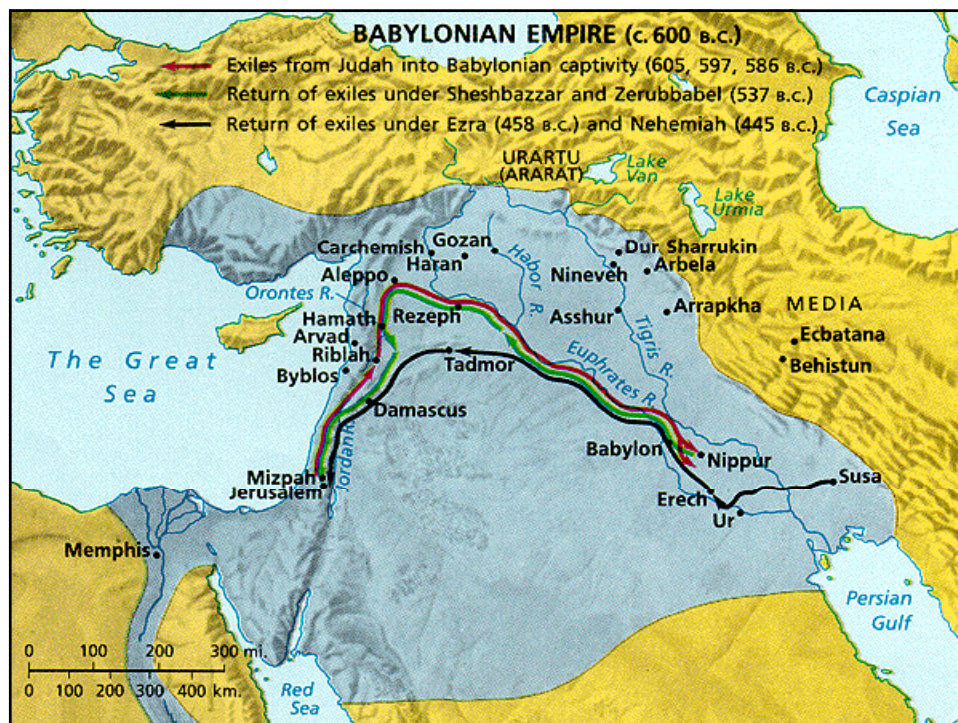 BABYLONIAN EMPIRE (c. 600 B.C.)
Exiles from Judah into Babylonian captivity (605, 597, 586 B.C.)
Return of exiles under Sheshbazzar and Zerubbabel (537 B.C.)
Return of exiles under Ezra (458 B.C.) and Nehemiah (445 B.C.)
Caspian
Sea
URARTU
(ARARAT)
Lake
Van
Lake
Urmia
Carchemish
Gozan
Haran
Habor R.
Dur Sharrukin
Nineveh
Arbela
Aleppo
Orontes R.
Hamath
Rezeph
Asshur
Arrapkha
MEDIA
Arvad
Riblah
Tigris R.
Ecbatana
Behistun
The Great
Sea
Byblos
Tadmor
Euphrates R.
Damascus
Jordan R.
Babylon
Nippur
Mizpah
Jerusalem
Susa
Erech
Ur
Memphis
Persian
Gulf
0 100 200 300 mi.
0 100 200 300 400 km.
Red
Sea